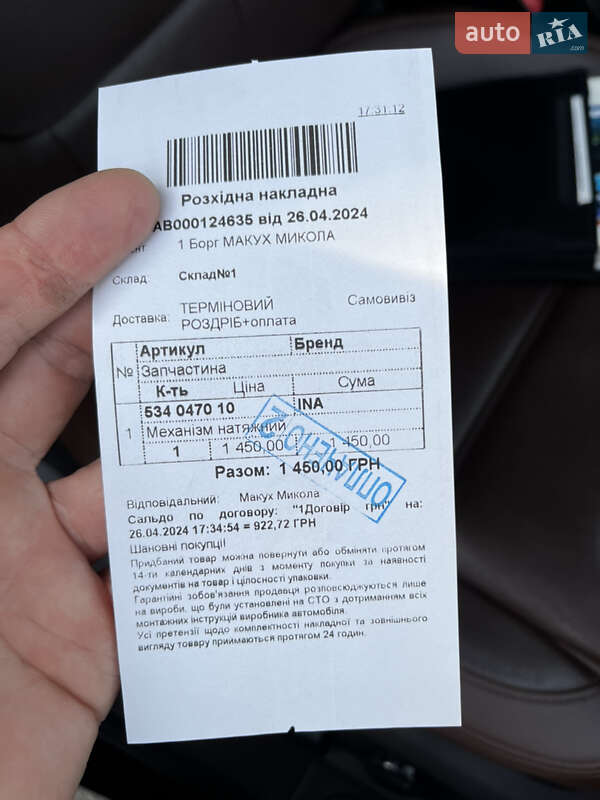 auto RIA.com
17:31:12
Розхідна накладна
АВ000124635 від 26.04.2024
1 Борг МАКУХ МИКОЛА
Склад: Склад№1
Доставка: ТЕРМІНОВИЙ Самовивіз
РОЗДРІБ+оплата
Артикул Бренд
№ Запчастина
К-ть Ціна Сума
534 0470 10 INA
1 Механізм натяжний
1 1 450,00 1 450,00
ОПЛАЧЕНО 2
Разом: 1 450,00 ГРН
Відповідальний: Макух Микола
Сальдо по договору: "1Договір грн" на:
26.04.2024 17:34:54 = 922,72 ГРН
Шановні покупці!
Придбаний товар можна повернути або обміняти протягом
14-ти календарних днів з моменту покупки за наявності
документів на товар і цілосності упаковки.
Гарантійні зобов'язання продавця розповсюджуються лише
на вироби, що були установлені на СТО з дотриманням всіх
монтажних інструкцій виробника автомобіля.
Усі претензії щодо комплектності накладної та зовнішнього
вигляду товару приймаються протягом 24 годин.